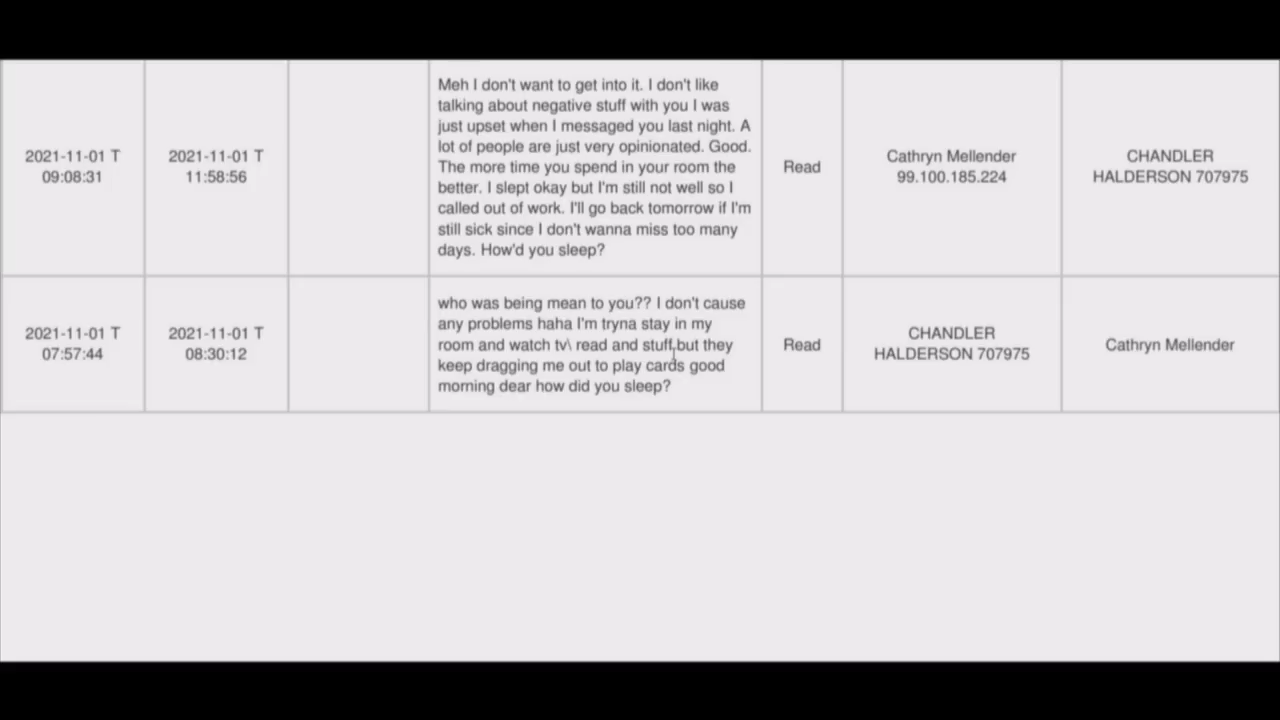 2021-11-01 T
09:08:31
2021-11-01 T
11:58:56
Meh I don't want to get into it. I don't like
talking about negative stuff with you I was
just upset when I messaged you last night. A
lot of people are just very opinionated. Good.
The more time you spend in your room the
better. I slept okay but I'm still not well so I
called out of work. I'll go back tomorrow if I'm
still sick since I don't wanna miss too many
days. How'd you sleep?
Read
Cathryn Mellender
99.100.185.224
CHANDLER
HALDERSON 707975
2021-11-01 T
07:57:44
2021-11-01 T
08:30:12
who was being mean to you?? I don't cause
any problems haha I'm tryna stay in my
room and watch tv\ read and stuff but they
keep dragging me out to play cards good
morning dear how did you sleep?
Read
CHANDLER
HALDERSON 707975
Cathryn Mellender